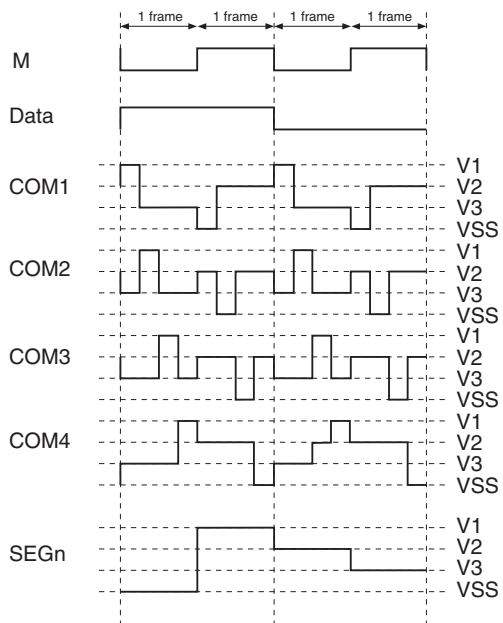 1 frame 1 frame 1 frame 1 frame
M
Data
COM1
V1
V2
V3
VSS
COM2
V1
V2
V3
VSS
COM3
V1
V2
V3
VSS
COM4
V1
V2
V3
VSS
SEGn
V1
V2
V3
VSS